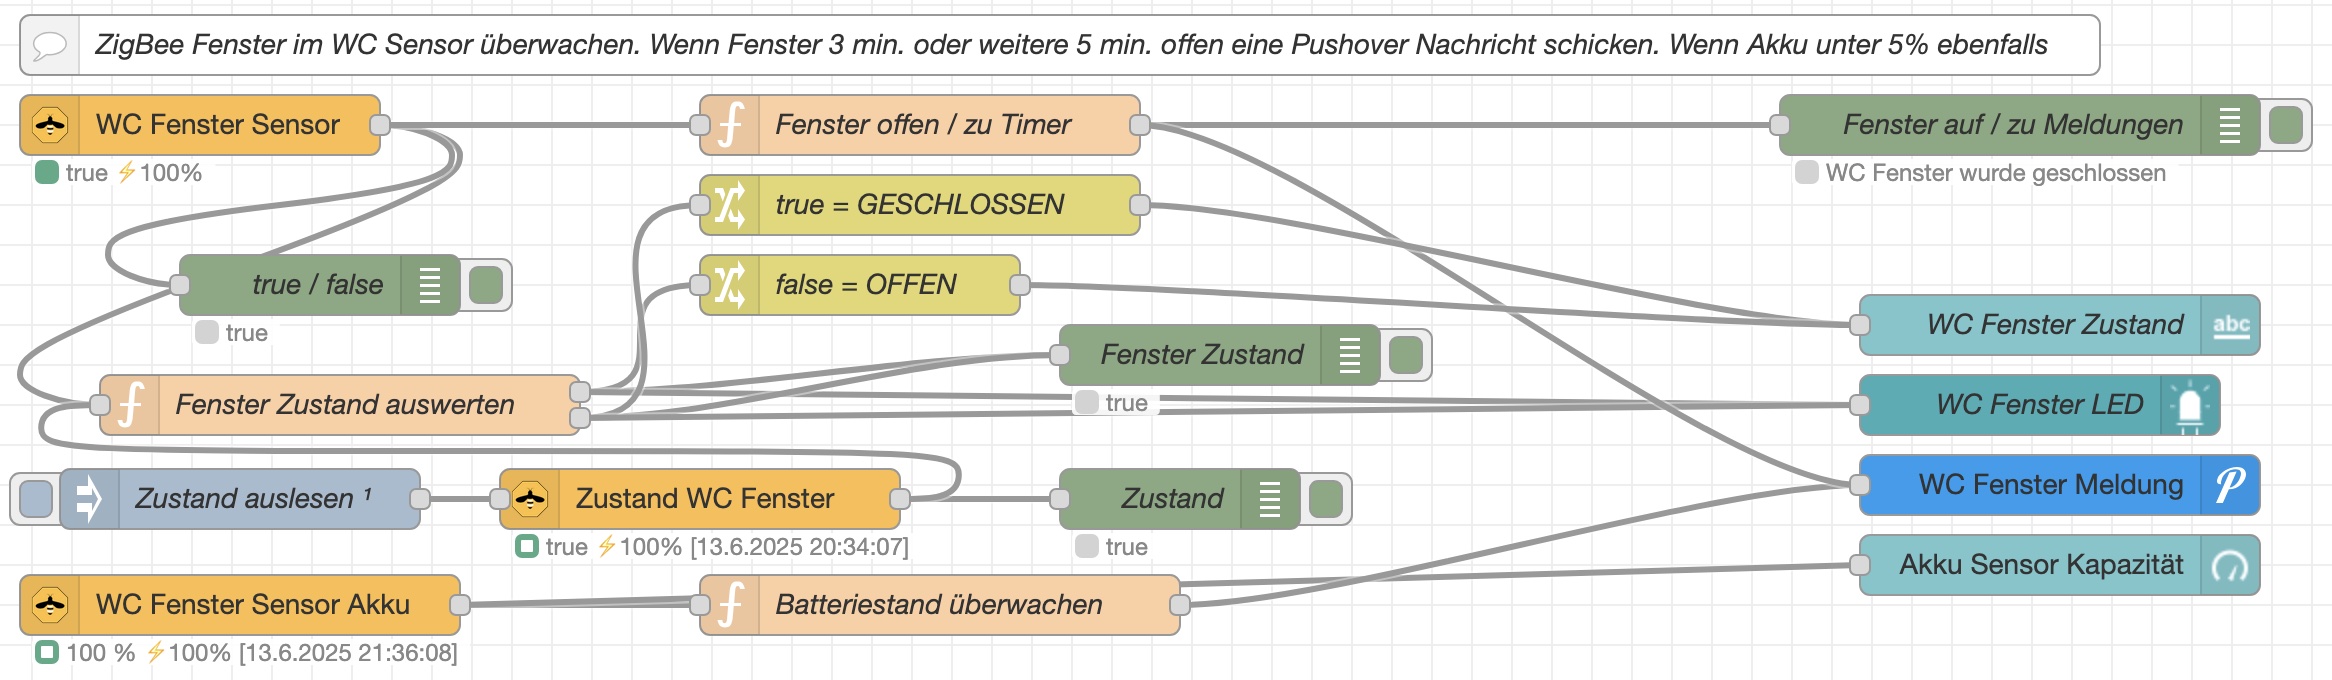 ZigBee Fenster im WC Sensor überwachen. Wenn Fenster 3 min. oder weitere 5 min. offen eine Pushover Nachricht schicken. Wenn Akku unter 5% ebenfalls
WC Fenster Sensor
true ⚡100%
Fenster offen / zu Timer
Fenster auf / zu Meldungen
WC Fenster wurde geschlossen
true = GESCHLOSSEN
true / false
true
false = OFFEN
WC Fenster Zustand
abc
Fenster Zustand
true
Fenster Zustand auswerten
WC Fenster LED
Zustand auslesen ¹
Zustand WC Fenster
true ⚡100% [13.6.2025 20:34:07]
Zustand
true
WC Fenster Meldung
Akku Sensor Kapazität
WC Fenster Sensor Akku
100 % ⚡100% [13.6.2025 21:36:08]
Batteriestand überwachen